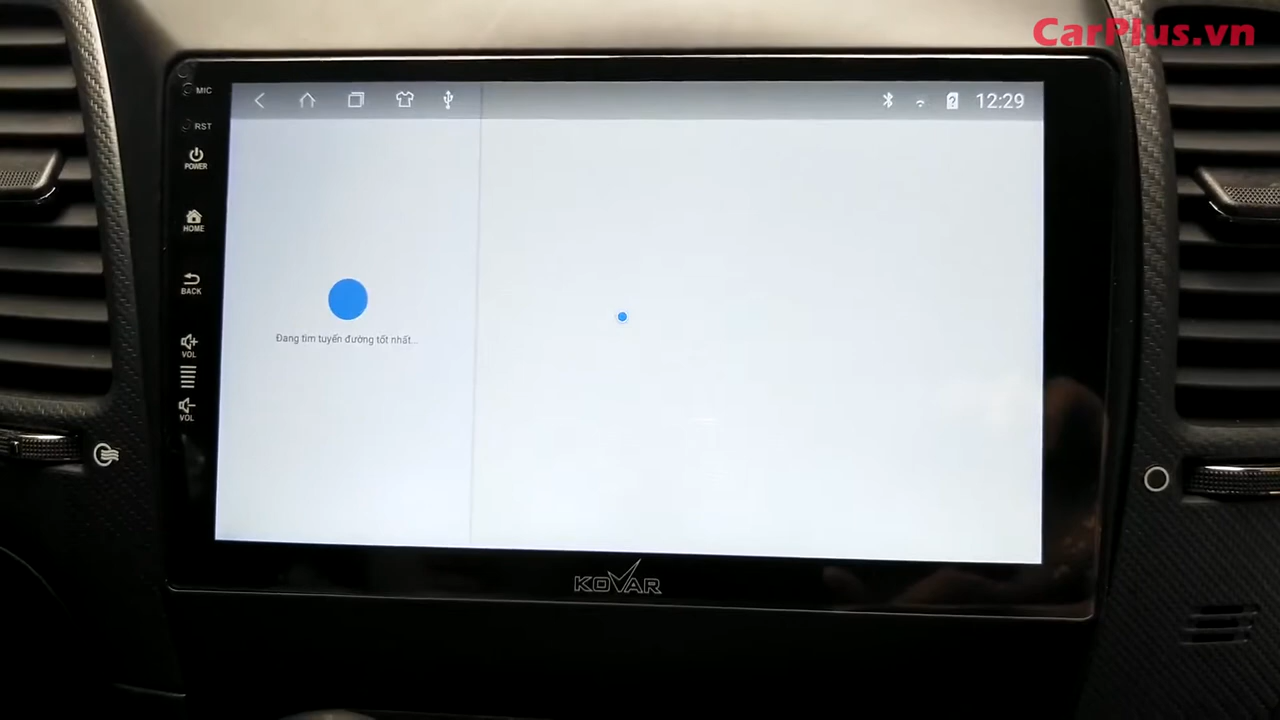 CarPlus.vn
MIC
12:29
RST
POWER
HOME
BACK
Đang tìm tuyến đường tốt nhất...
VOL
VOL
KOVAR